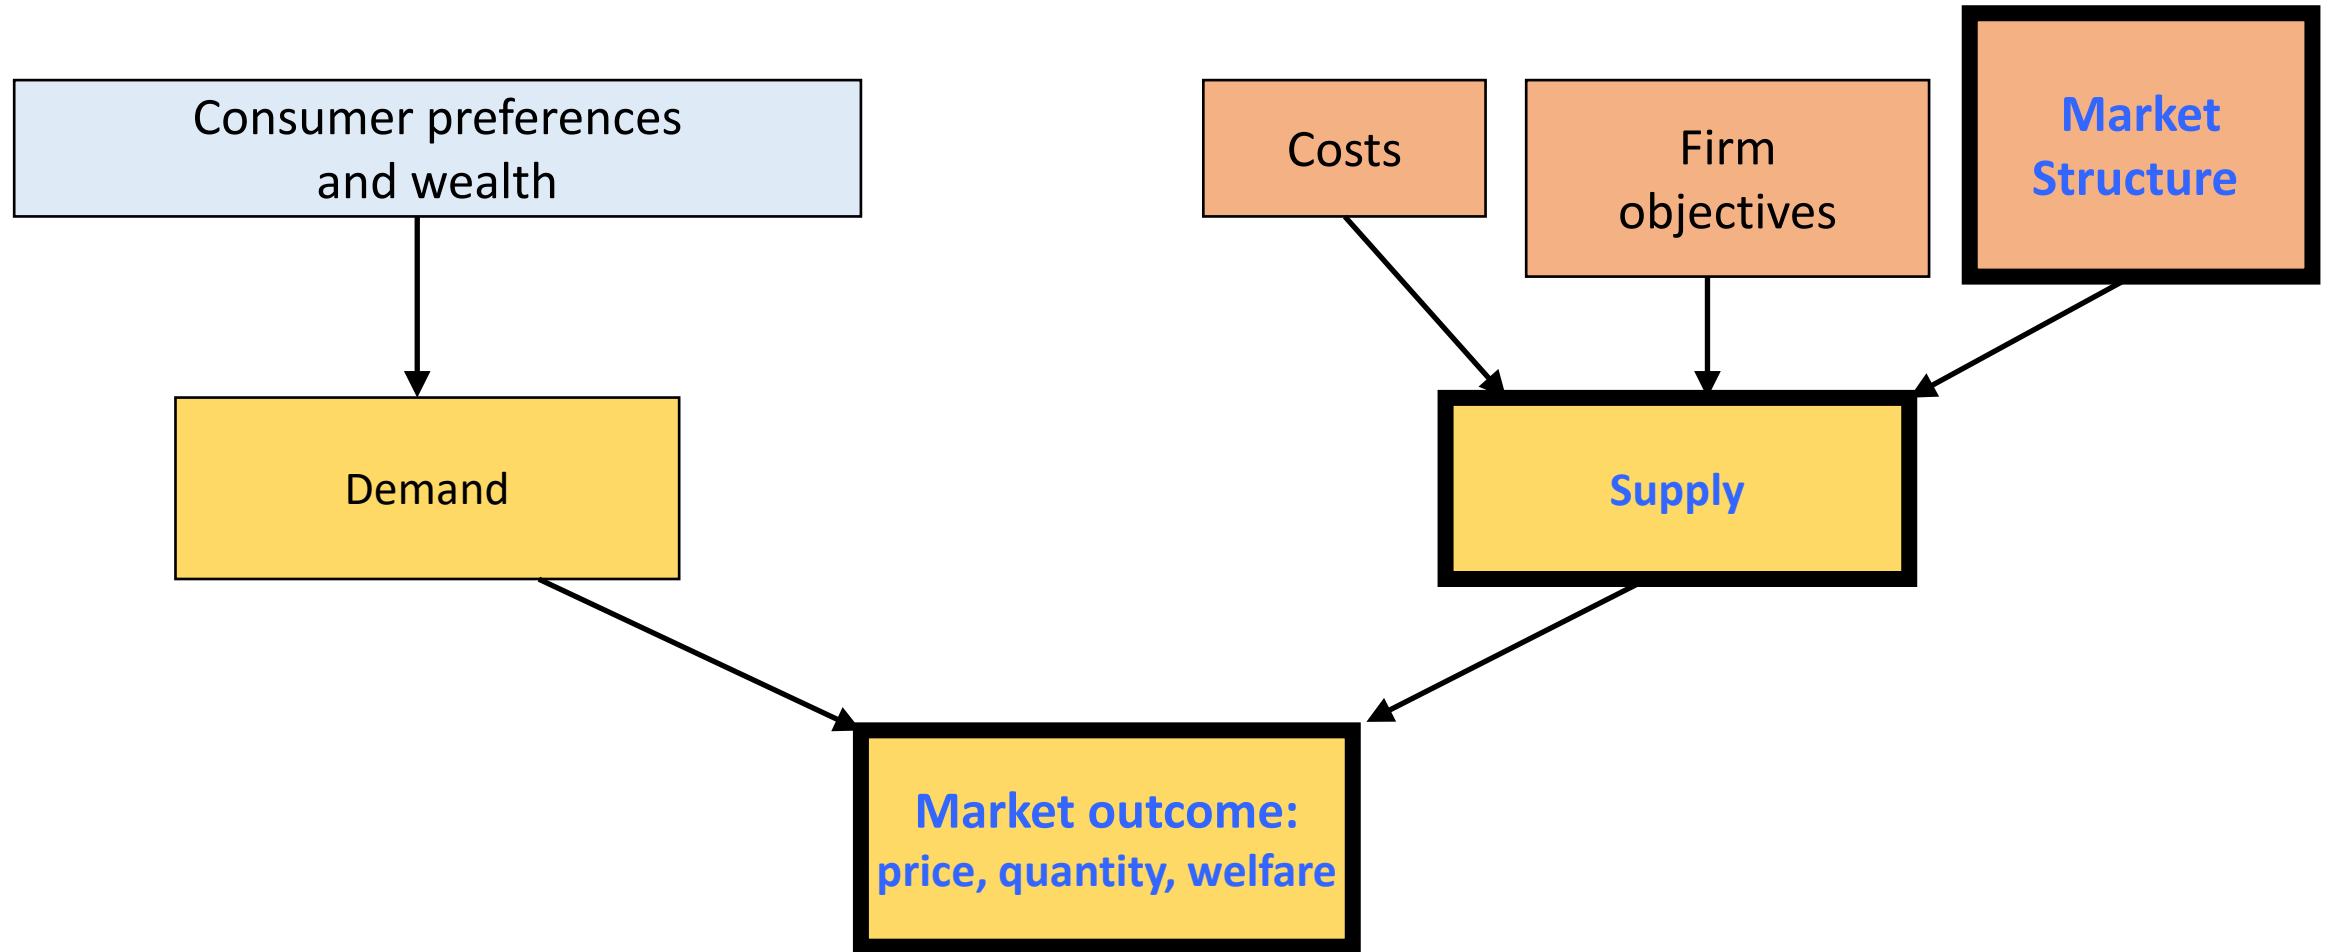 Consumer preferences
and wealth
Costs
Firm
objectives
Market
Structure
Demand
Supply
Market outcome:
price, quantity, welfare